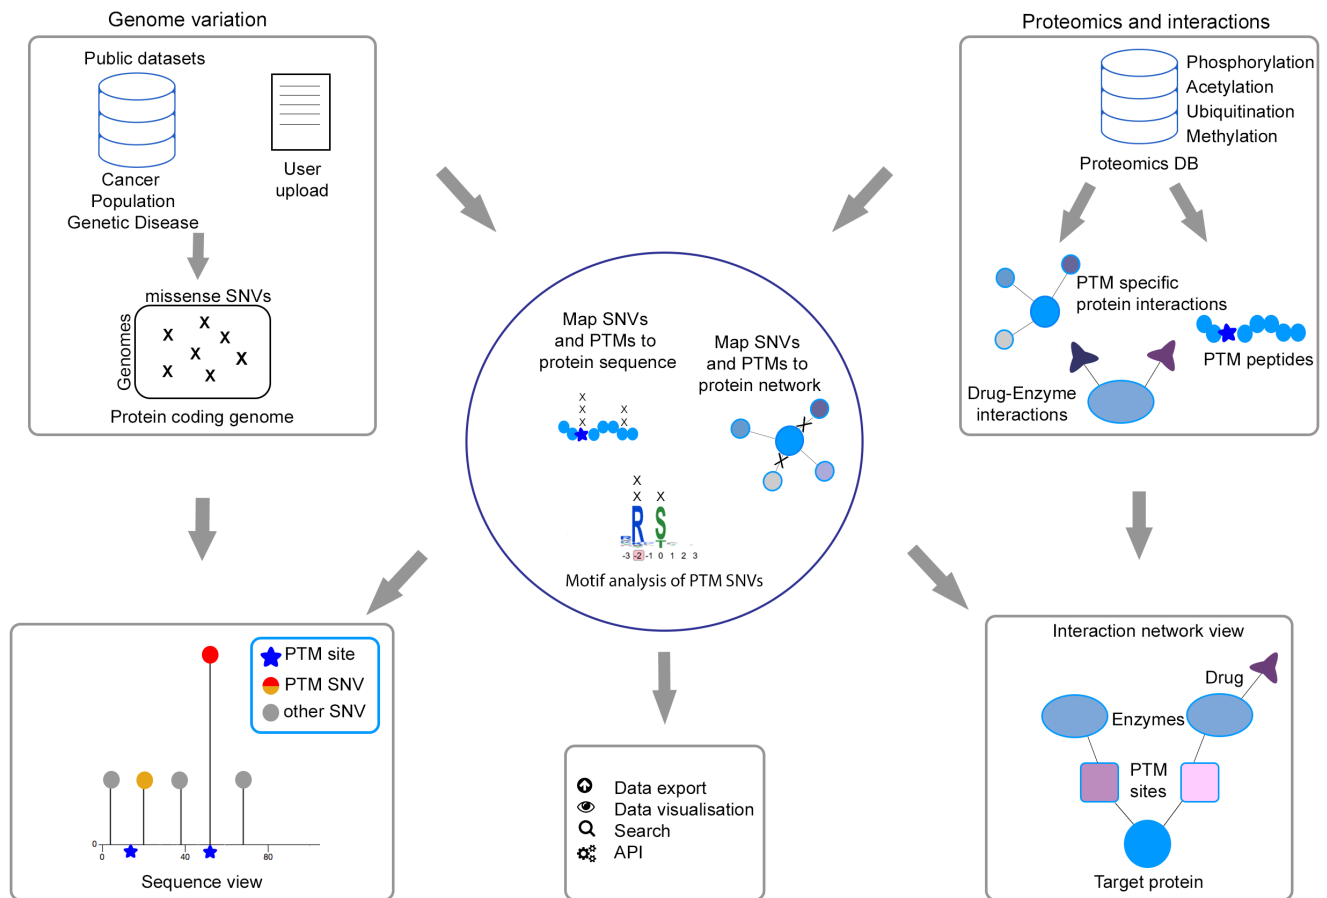 Genome variation
Public datasets
User
upload
Cancer
Population
Genetic Disease
missense SNVs
Genomes
X
X
X
X
X
X
X
Protein coding genome
Proteomics and interactions
Phosphorylation
Acetylation
Ubiquitination
Methylation
Proteomics DB
PTM specific
protein interactions
PTM peptides
Drug-Enzyme
interactions
Map SNVs
and PTMs to
protein sequence
X
X X
X X
Map SNVs
and PTMs to
protein network
X
X
X
X X
R S
T
-3 -2 -1 0 1 2 3
Motif analysis of PTM SNVs
PTM site
PTM SNV
other SNV
0
0 40 80
Sequence view
Data export
Data visualisation
Search
API
Interaction network view
Drug
Enzymes
PTM
sites
Target protein